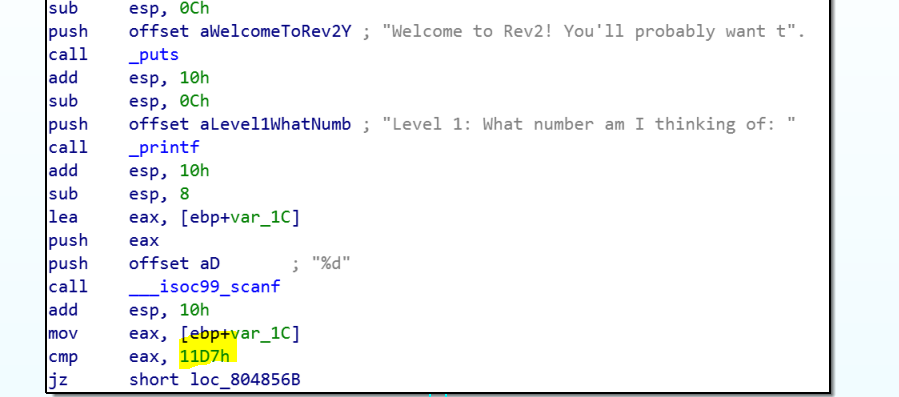 sub esp, 0Ch
push offset aWelcomeToRev2Y ; "Welcome to Rev2! You'll probably want t".
call _puts
add esp, 10h
sub esp, 0Ch
push offset aLevel1WhatNumb ; "Level 1: What number am I thinking of: "
call _printf
add esp, 10h
sub esp, 8
lea eax, [ebp+var_1C]
push eax
push offset aD ; "%d"
call ___isoc99_scanf
add esp, 10h
mov eax, [ebp+var_1C]
cmp eax, 11D7h
jz short loc_804856B